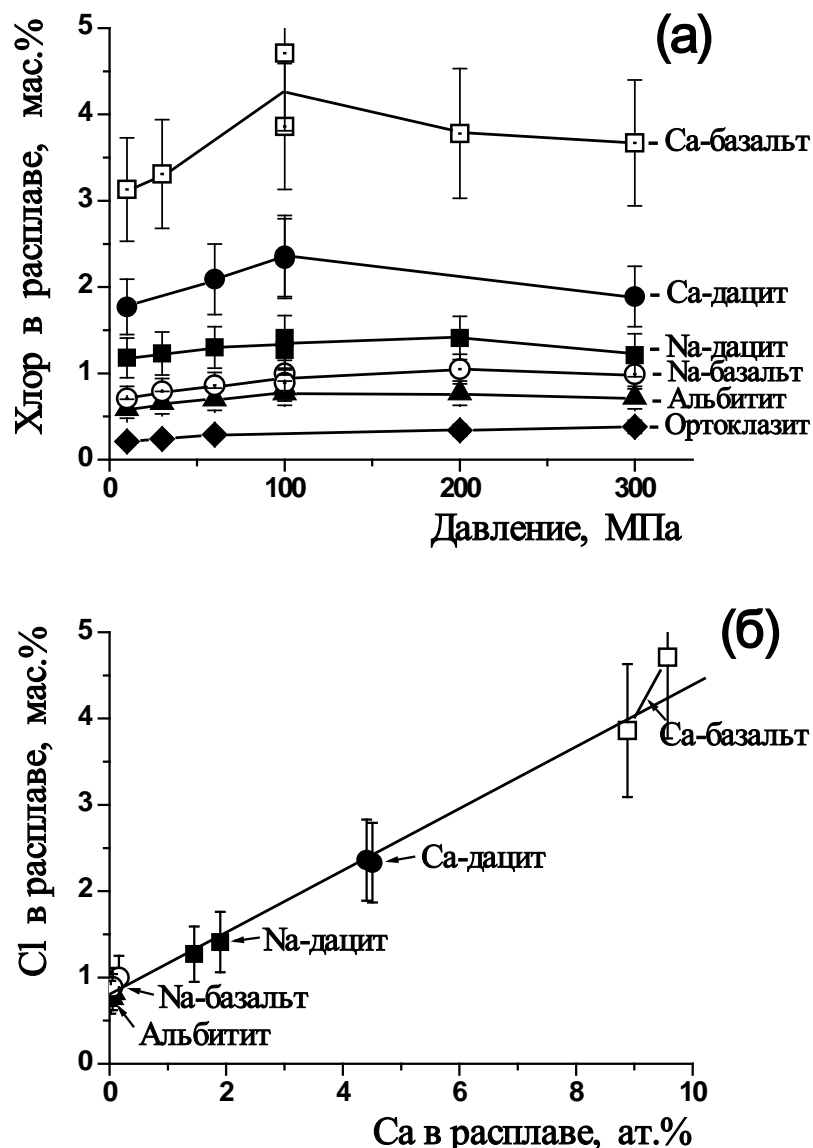 (а)
Хлор в расплаве, мас.%
5
4
3
2
1
0
Са-базальт
Са-дацит
Na-дацит
Na-базальт
Альбитит
Ортоклазит
0 100 200 300
Давление, МПа
(б)
Cl в расплаве, мас.%
5
4
3
2
1
0
Са-базальт
Са-дацит
Na-дацит
Na-базальт
Альбитит
0 2 4 6 8 10
Са в расплаве, ат.%